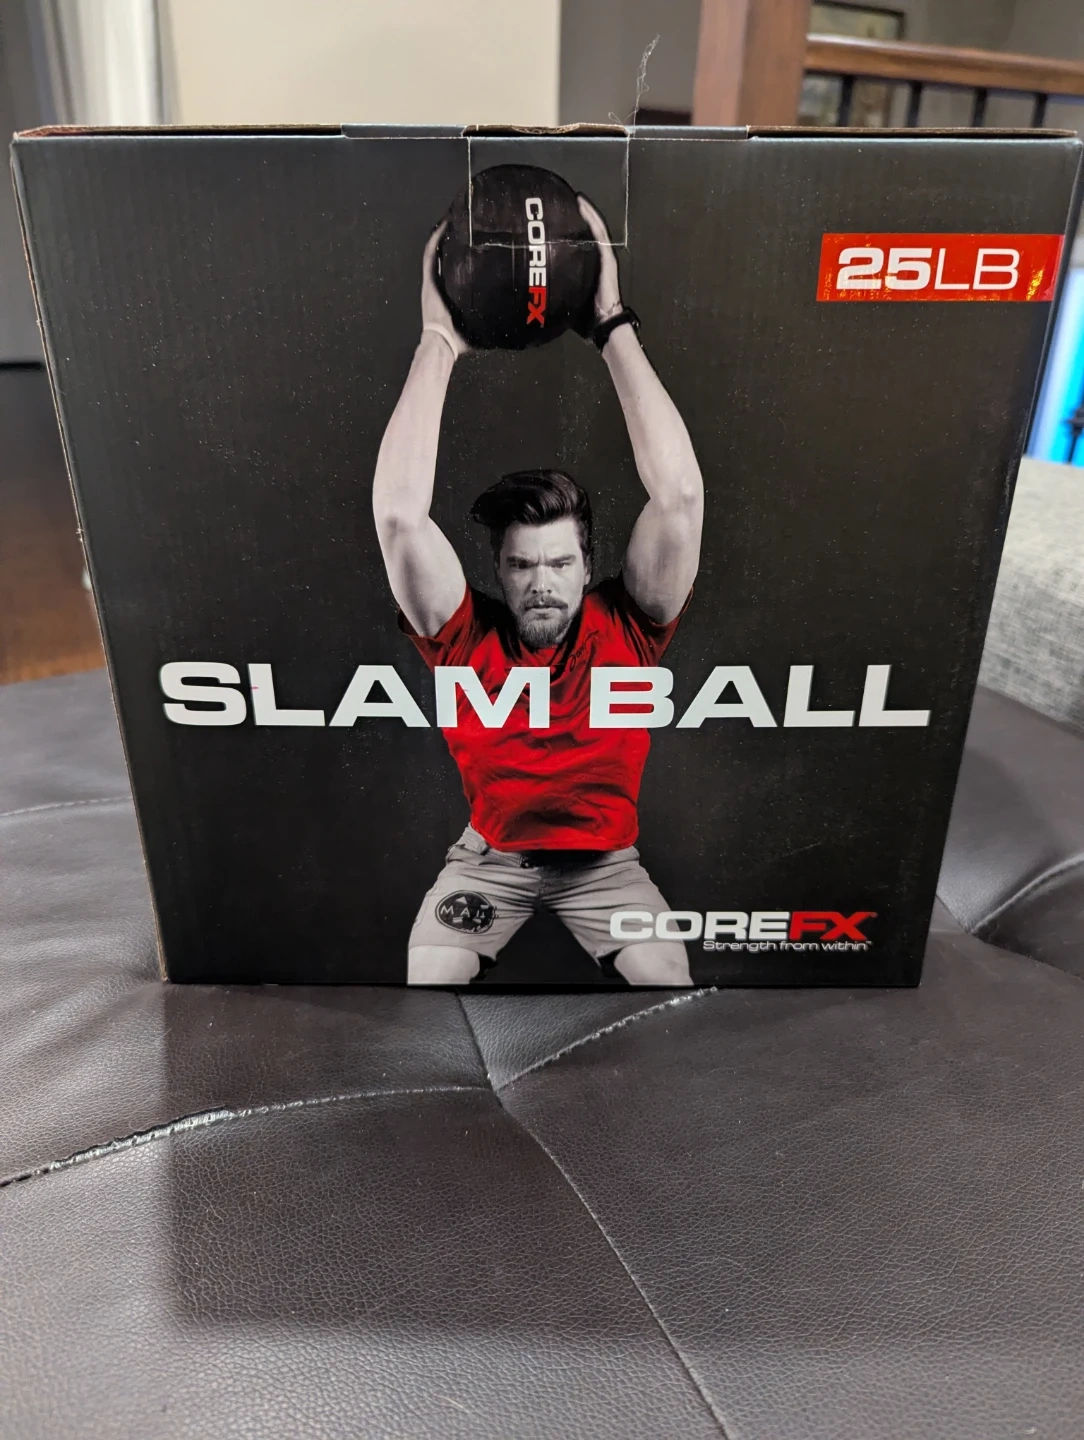 COREFX
25LB
SLAM BALL
COREFX
Strength from within